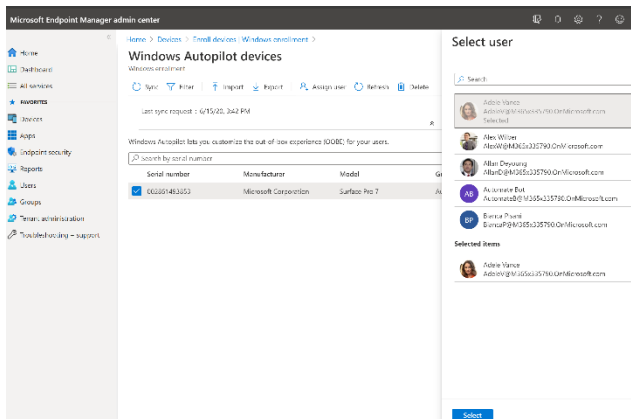 Microsoft Endpoint Manager admin center
Home
Dashboard
All services
FAVORITES
Devices
Apps
Endpoint security
Reports
Users
Groups
Tenant administration
Troubleshooting + support
Home > Devices > Enroll devices | Windows enrollment >
Windows Autopilot devices
Windows enrollment
Sync Filter Import Export Assign user Refresh Delete
Last sync request : 6/15/20, 2:42 PM
Windows Autopilot lets you customize the out-of-box experience (OOBE) for your users.
Search by serial number
Serial number Manufacturer Model
Microsoft Corporation Surface Pro 7
Select user
Search
Adele Vance
AdeleV@M365x335790.OnMicrosoft.com
Selected
Alex Wilber
AlexW@M365x335790.OnMicrosoft.com
Allan Deyoung
AllanD@M365x335790.OnMicrosoft.com
AB
Automate Bot
AutomateB@M365x335790.OnMicrosoft.com
BP
Bianca Pisani
BiancaP@M365x335790.OnMicrosoft.com
Selected items
Adele Vance
AdeleV@M365x335790.OnMicrosoft.com
Select